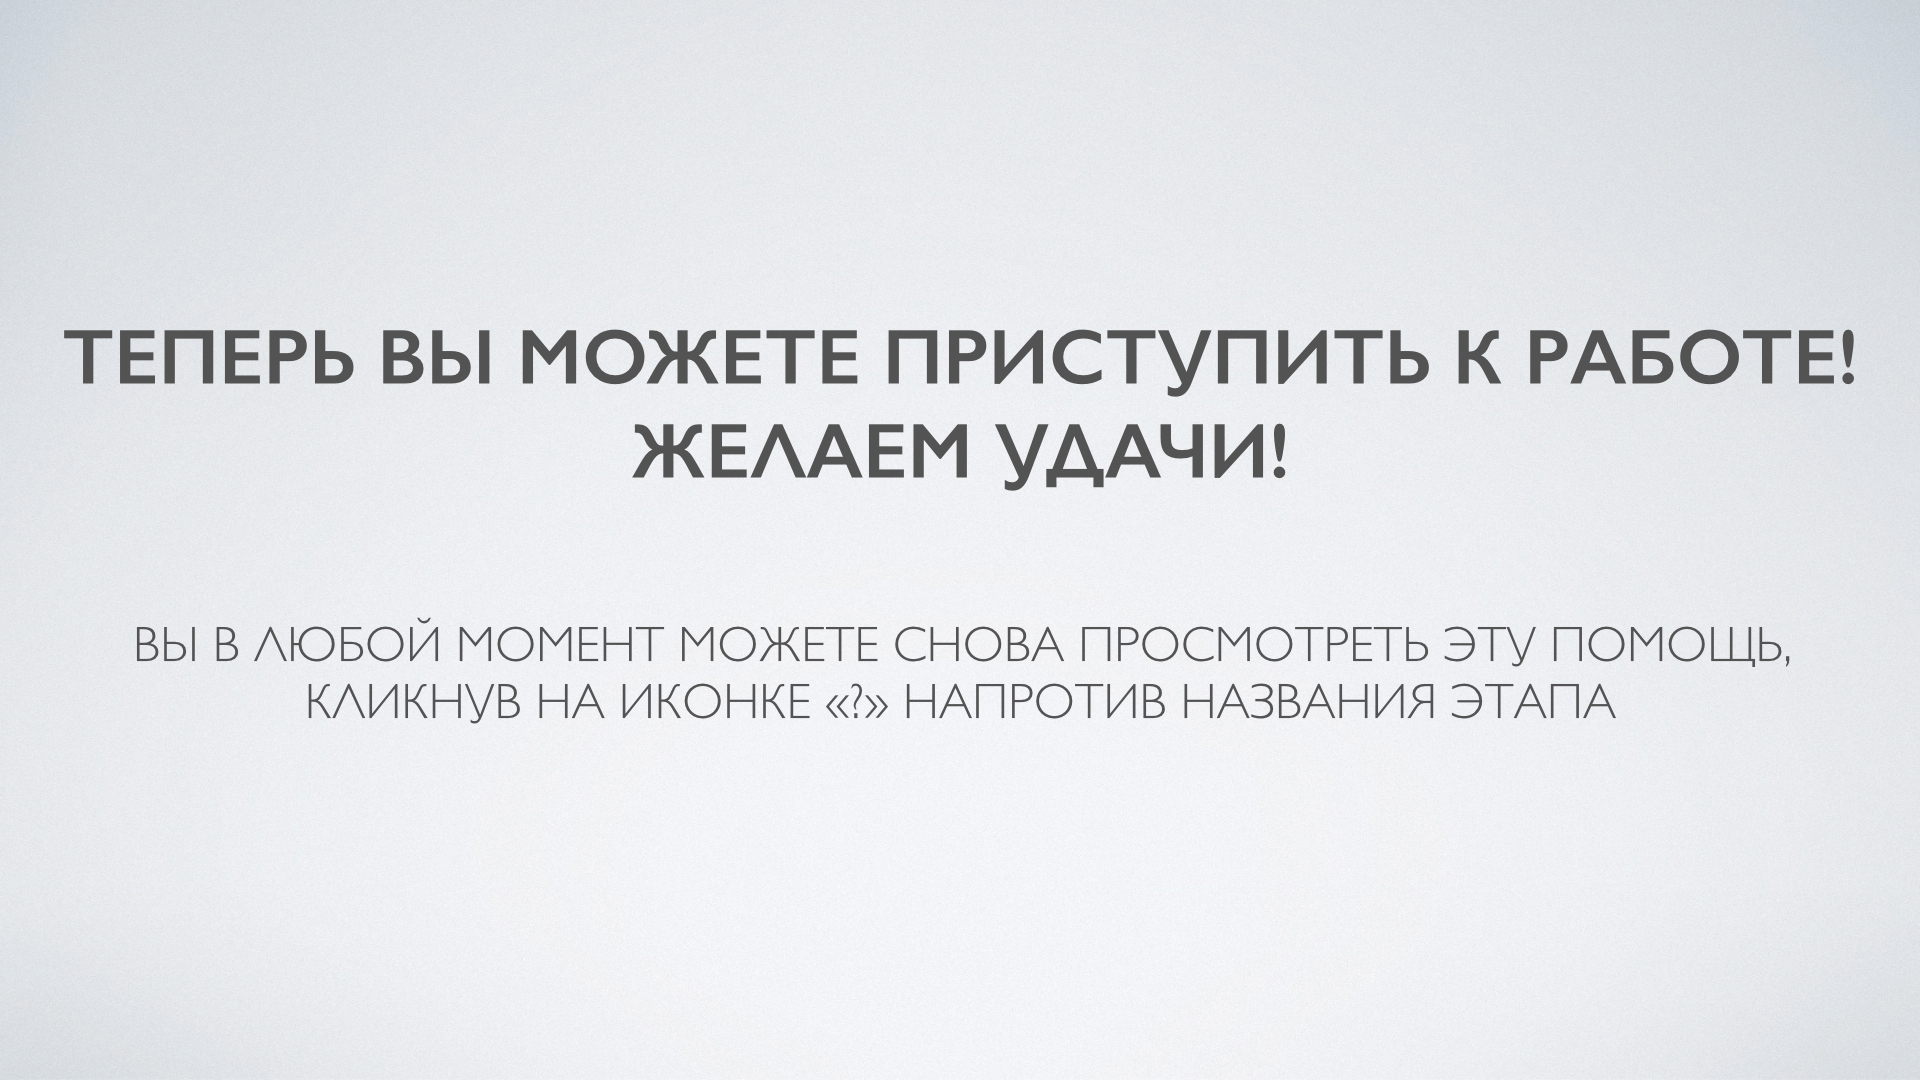 ТЕПЕРЬ ВЫ МОЖЕТЕ ПРИСТУПИТЬ К РАБОТЕ!
ЖЕЛАЕМ УДАЧИ!
ВЫ В ЛЮБОЙ МОМЕНТ МОЖЕТЕ СНОВА ПРОСМОТРЕТЬ ЭТУ ПОМОЩЬ,
КЛИКНУВ НА ИКОНКЕ «?» НАПРОТИВ НАЗВАНИЯ ЭТАПА